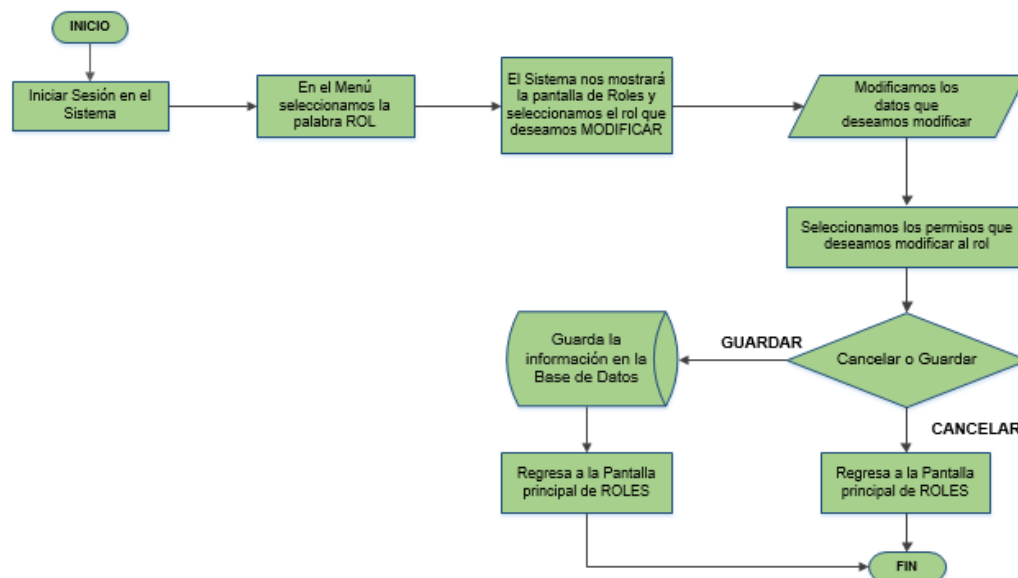 INICIO
Iniciar Sesión en el
Sistema
En el Menú
seleccionamos la
palabra ROL
El Sistema nos mostrará
la pantalla de Roles y
seleccionamos el rol que
deseamos MODIFICAR
Modificamos los
datos que
deseamos modificar
Seleccionamos los permisos que
deseamos modificar al rol
Cancelar o Guardar
GUARDAR
Guarda la
información en la
Base de Datos
CANCELAR
Regresa a la Pantalla
principal de ROLES
Regresa a la Pantalla
principal de ROLES
FIN